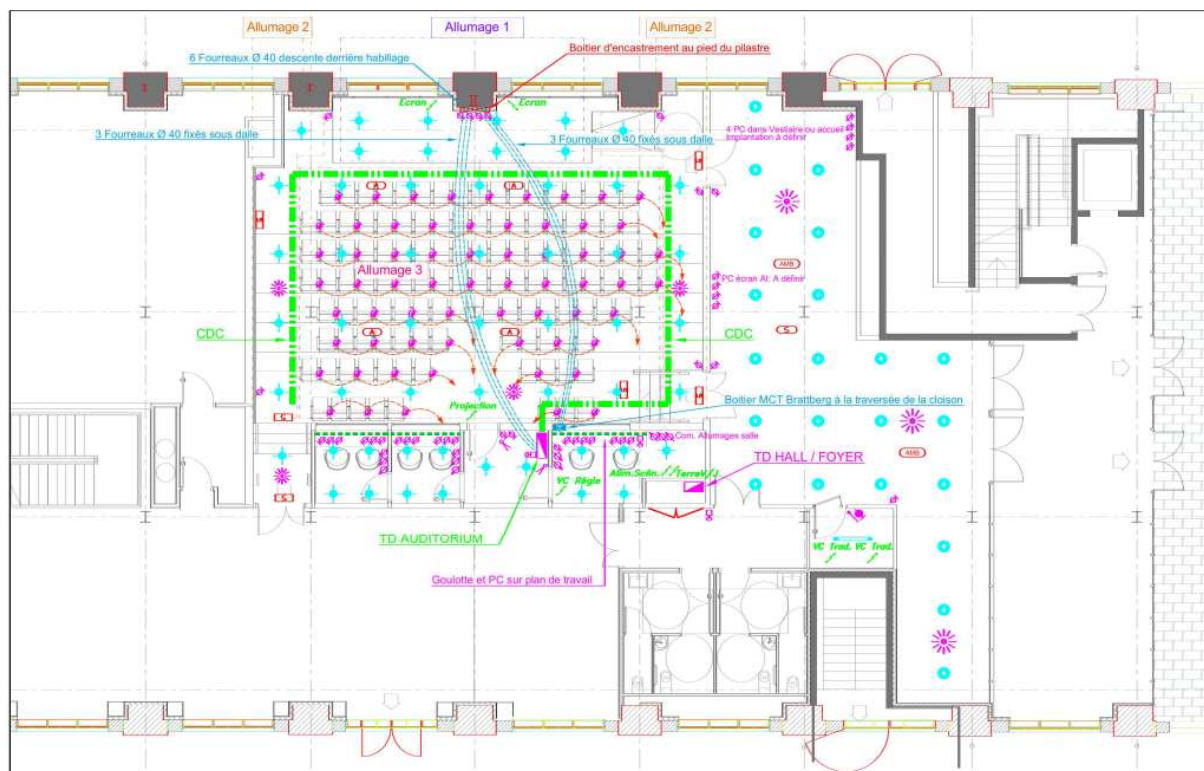 Allumage 2
Allumage 1
Allumage 2
Boitier d'encastrement au pied du pilastre
6 Fourreaux Ø 40 descente derrière habillage
Ecran
Ecran
3 Fourreaux Ø 40 fixés sous dalle
3 Fourreaux Ø 40 fixés sous dalle
4 PC dans Vestiaire ou accueil
Implantation à définir
A
A
Allumage 3
AMB
PC écran AI: A définir
S
CDC
A
A
CDC
Projection
S
Boitier MCT Brattberg à la traversée de la cloison
Com. Allumages salle
AMB
TD HALL / FOYER
VC Régie
S
TD AUDITORIUM
VC Trad.
VC Trad.
Goulotte et PC sur plan de travail